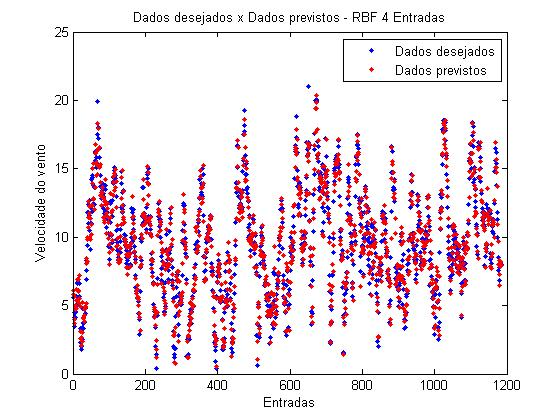 Dados desejados x Dados previstos - RBF 4 Entradas
25
20
15
10
5
0
Velocidade do vento
Dados desejados
Dados previstos
0 200 400 600 800 1000 1200
Entradas